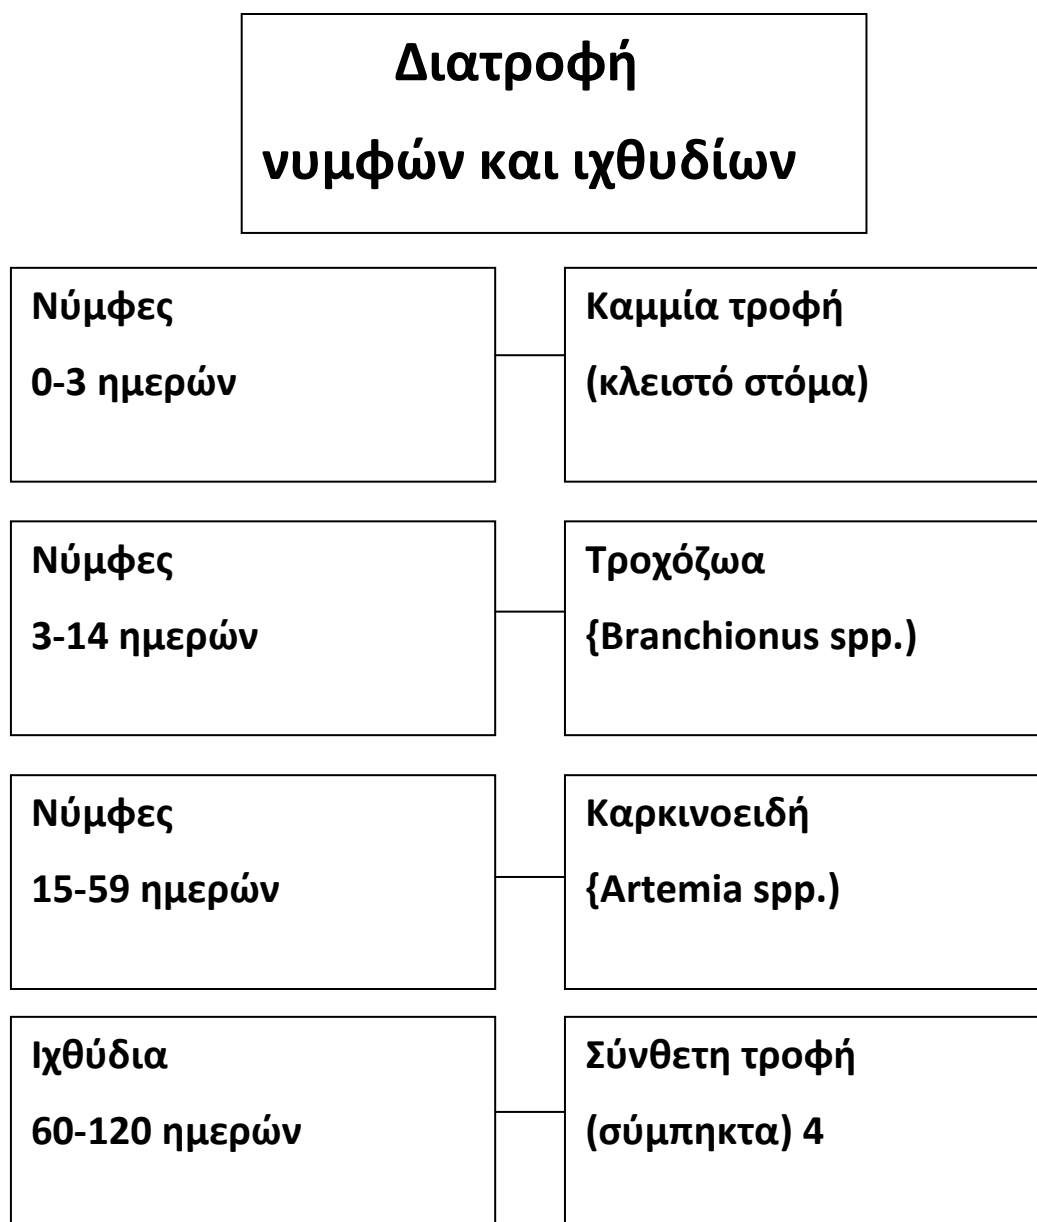 Διατροφή
νυμφών και ιχθυδίων
Νύμφες
0-3 ημερών
Καμμία τροφή
(κλειστό στόμα)
Νύμφες
3-14 ημερών
Τροχόζωα
{Branchionus spp.)
Νύμφες
15-59 ημερών
Καρκινοειδή
{Artemia spp.)
Ιχθύδια
60-120 ημερών
Σύνθετη τροφή
(σύμπηκτα) 4